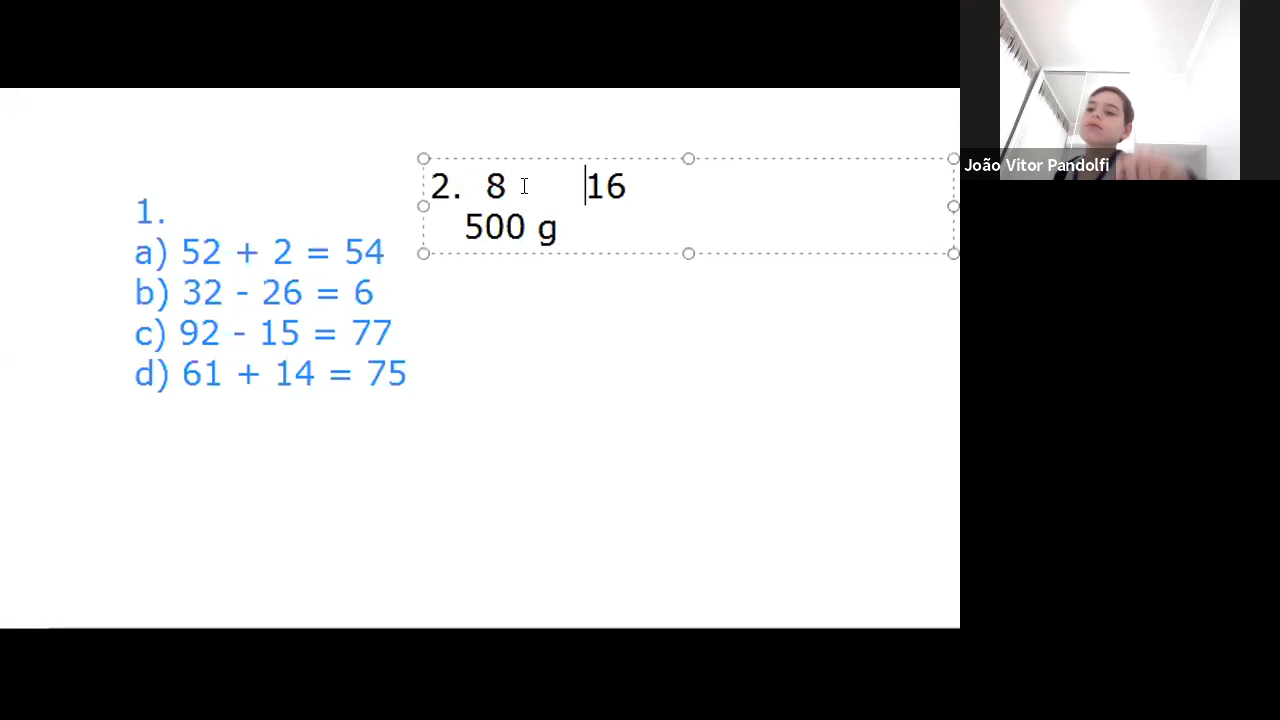 1.
a) 52 + 2 = 54
b) 32 - 26 = 6
c) 92 - 15 = 77
d) 61 + 14 = 75
2. 8 16
500 g
João Vitor Pandolfi